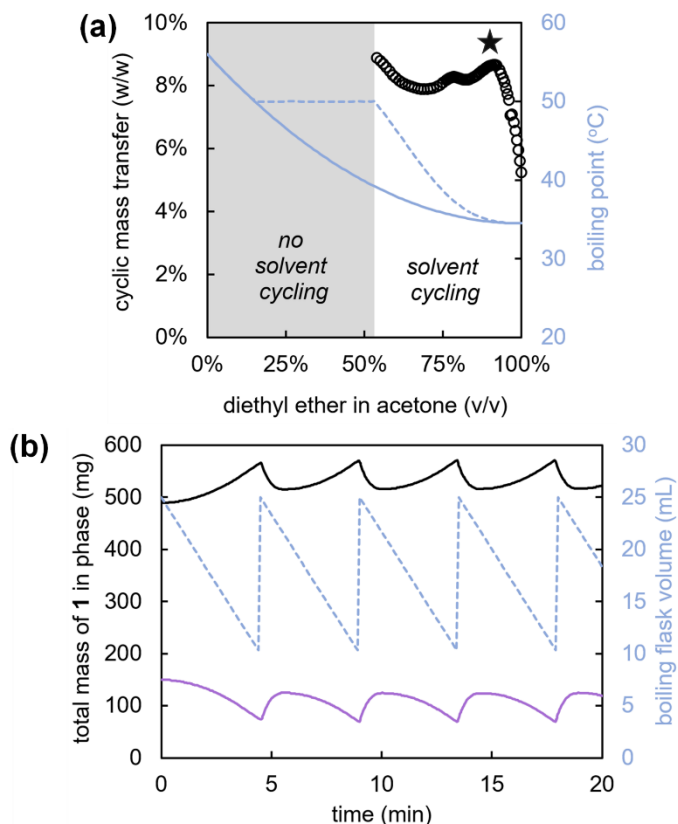 (a)
10%
8%
6%
4%
2%
0%
cyclic mass transfer (w/w)
no
solvent
cycling
solvent
cycling
60
50
40
30
20
boiling point (°C)
0%
25%
50%
75%
100%
diethyl ether in acetone (v/v)
(b)
600
500
400
300
200
100
0
total mass of 1 in phase (mg)
30
25
20
15
10
5
0
boiling flask volume (mL)
0
5
10
15
20
time (min)